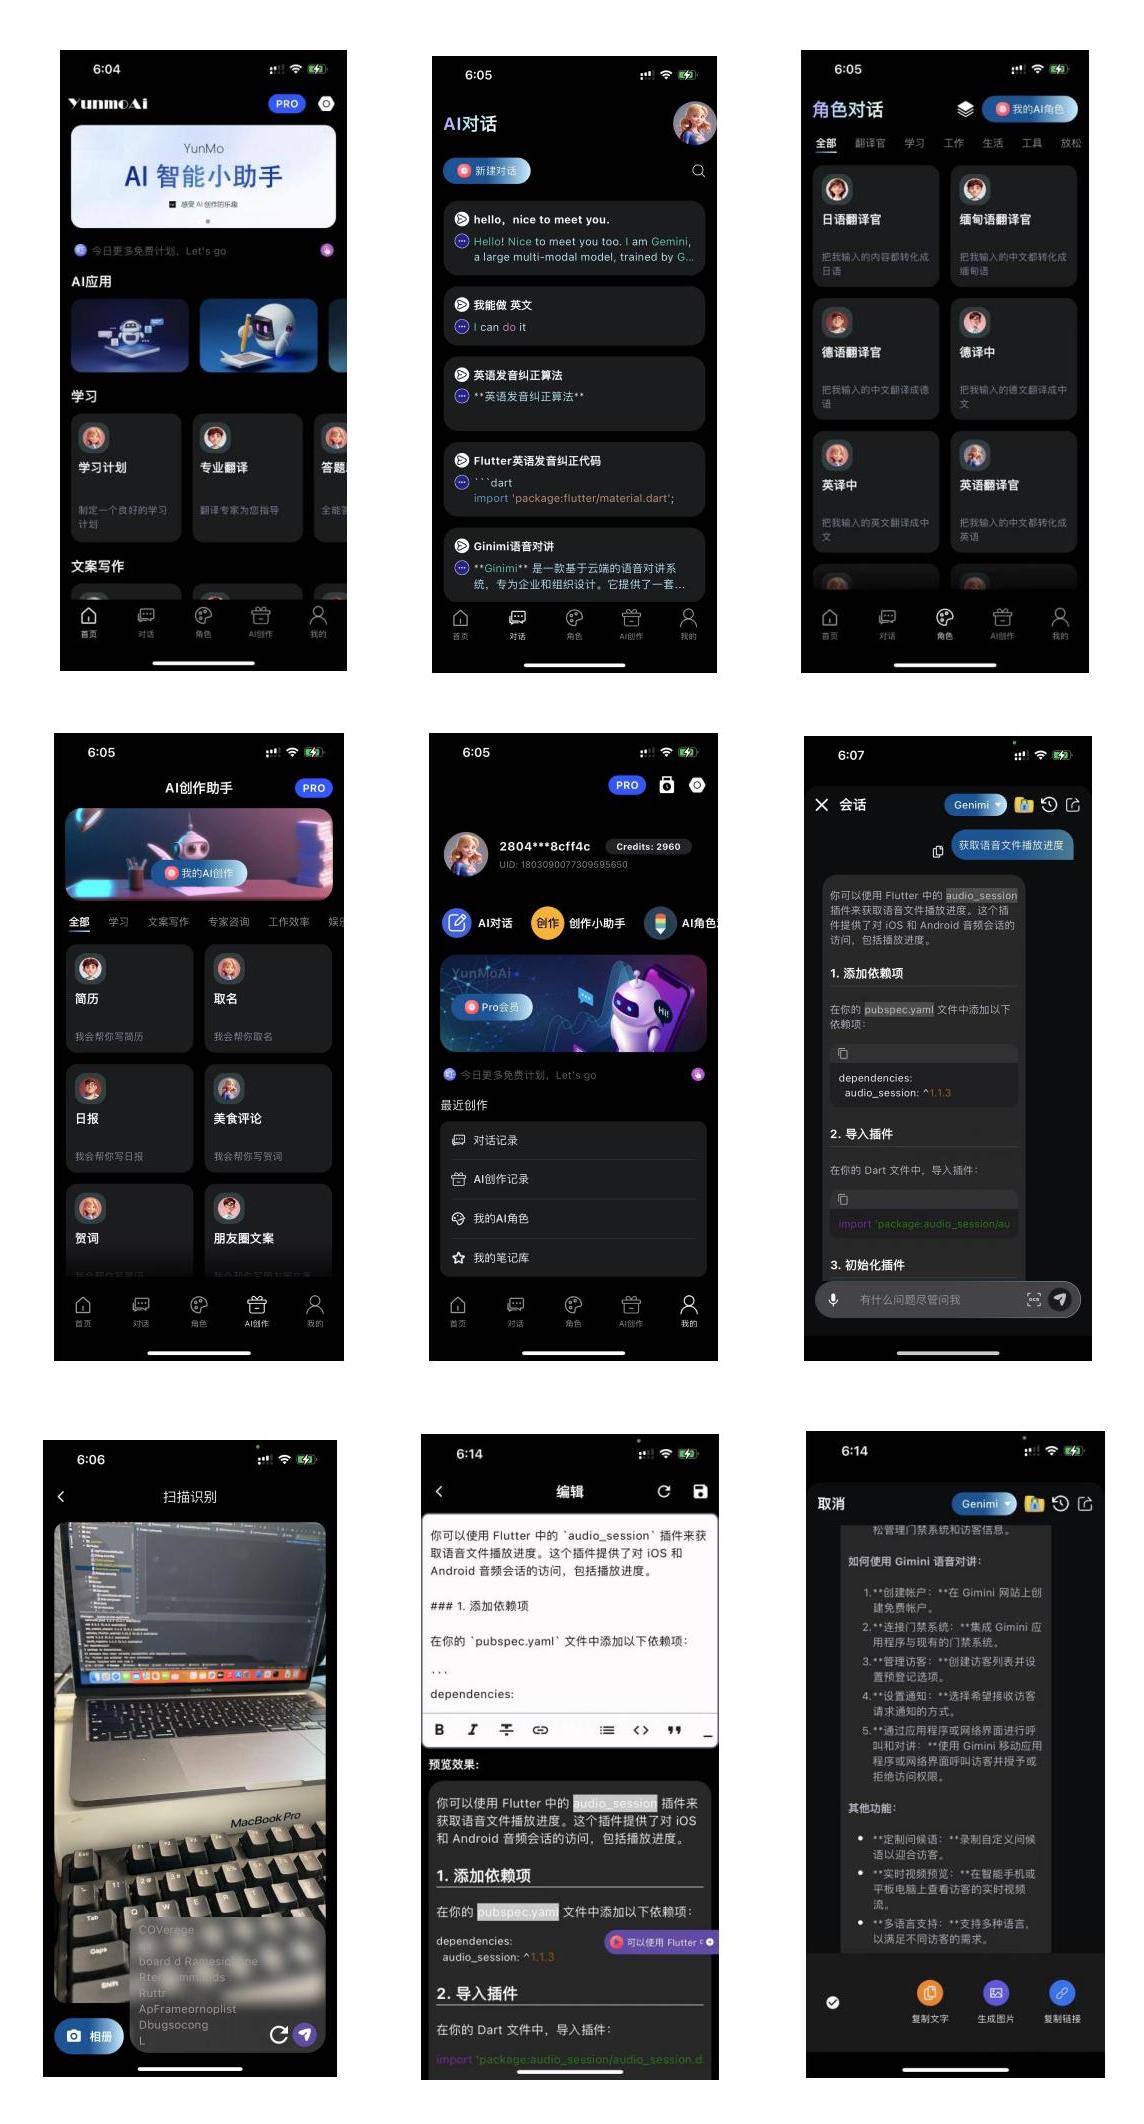 6:04
YunmoAi
PRO
YunMo
AI 智能小助手
感受 AI 创作的乐趣
今日更多免费计划，Let's go
AI应用
学习
学习计划
专业翻译
答题
制定一个良好的学习
计划
翻译专家为您指导
全能
文案写作
首页
对话
角色
AI创作
我的
6:05
AI对话
新建对话
hello，nice to meet you.
Hello! Nice to meet you too. I am Gemini,
a large multi-modal model, trained by G...
我能做 英文
I can do it
英语发音纠正算法
**英语发音纠正算法**
Flutter英语发音纠正代码
```dart
import 'package:flutter/material.dart';
Ginimi语音对讲
**Ginimi** 是一款基于云端的语音对讲系
统，专为企业和组织设计。它提供了一套...
首页
对话
角色
AI创作
我的
6:05
角色对话
我的AI角色
全部
翻译官
学习
工作
生活
工具
放松
日语翻译官
缅甸语翻译官
把我输入的内容都转化成
日语
把我输入的中文都转化成
缅甸语
德语翻译官
德译中
把我输入的中文翻译成德
语
把我输入的德文翻译成中
文
英译中
英语翻译官
把我输入的英文翻译成中
文
把我输入的中文都转化成
英语
首页
对话
角色
AI创作
我的
6:05
AI创作助手
PRO
我的AI创作
全部
学习
文案写作
专家咨询
工作效率
娱乐
简历
取名
我会帮你写简历
我会帮你取名
日报
美食评论
我会帮你写日报
我会帮你写贺词
贺词
朋友圈文案
首页
对话
角色
AI创作
我的
6:05
PRO
2804***8cff4c
Credits: 2960
UID: 1803090077309595650
AI对话
创作
创作小助手
AI角色
YunMoAi
Pro会员
Hi!
今日更多免费计划，Let's go
最近创作
对话记录
AI创作记录
我的AI角色
我的笔记库
首页
对话
角色
AI创作
我的
6:07
会话
Genimi
获取语音文件播放进度
你可以使用 Flutter 中的 audio_session
插件来获取语音文件播放进度。这个插
件提供了对 iOS 和 Android 音频会话的
访问，包括播放进度。
1. 添加依赖项
在你的 pubspec.yaml 文件中添加以下
依赖项：
dependencies:
audio_session: ^1.1.3
2. 导入插件
在你的 Dart 文件中，导入插件：
import 'package:audio_session/au
3. 初始化插件
有什么问题尽管问我
6:06
扫描识别
MacBook Pro
COVerege
board d Ramesio
Ruttr
ApFrameornoplist
Dbugsocong
L
相册
6:14
编辑
你可以使用 Flutter 中的 `audio_session` 插件来获
取语音文件播放进度。这个插件提供了对 iOS 和
Android 音频会话的访问，包括播放进度。
### 1. 添加依赖项
在你的 `pubspec.yaml` 文件中添加以下依赖项：
```
dependencies:
预览效果:
你可以使用 Flutter 中的 audio_session 插件来
获取语音文件播放进度。这个插件提供了对 iOS
和 Android 音频会话的访问，包括播放进度。
1. 添加依赖项
在你的 pubspec.yaml 文件中添加以下依赖项：
dependencies:
可以使用 Flutter
audio_session: ^1.1.3
2. 导入插件
在你的 Dart 文件中，导入插件：
import 'package:audio_session/audio_session.d
6:14
取消
Genimi
松管理门禁系统和访客信息。
如何使用 Gimini 语音对讲：
1.**创建帐户：**在 Gimini 网站上创
建免费帐户。
2.**连接门禁系统：**集成 Gimini 应
用程序与现有的门禁系统。
3.**管理访客：**创建访客列表并设
置预登记选项。
4.**设置通知：**选择希望接收访客
请求通知的方式。
5.**通过应用程序或网络界面进行呼
叫和对讲：**使用 Gimini 移动应用
程序或网络界面呼叫访客并授予或
拒绝访问权限。
其他功能：
**定制问候语：**录制自定义问候
语以迎合访客。
**实时视频预览：**在智能手机或
平板电脑上查看访客的实时视频
流。
**多语言支持：**支持多种语言，
以满足不同访客的需求。
复制文字
生成图片
复制链接